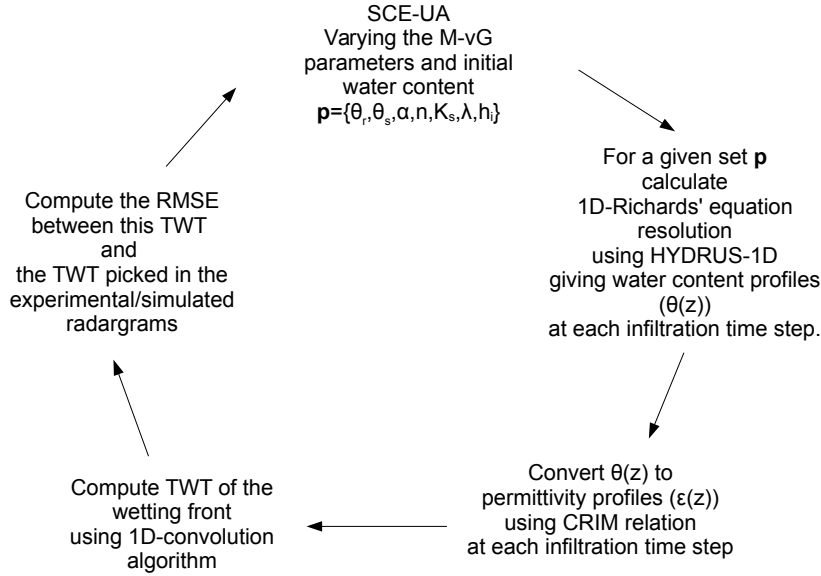 SCE-UA
Varying the M-vG
parameters and initial
water content
p={θr,θs,α,n,Ks,λ,hi}
For a given set p
calculate
1D-Richards' equation
resolution
using HYDRUS-1D
giving water content profiles
(θ(z))
at each infiltration time step.
Convert θ(z) to
permittivity profiles (ε(z))
using CRIM relation
at each infiltration time step
Compute TWT of the
wetting front
using 1D-convolution
algorithm
Compute the RMSE
between this TWT
and
the TWT picked in the
experimental/simulated
radargrams